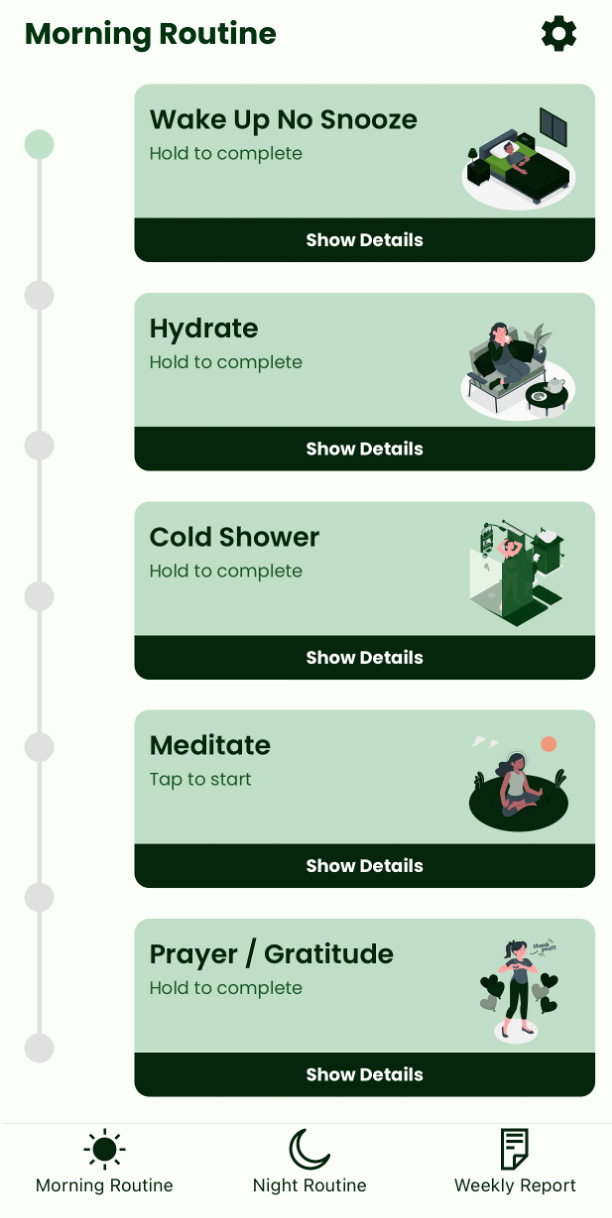 Morning Routine
Wake Up No Snooze
Hold to complete
Show Details
Hydrate
Hold to complete
Show Details
Cold Shower
Hold to complete
Show Details
Meditate
Tap to start
Show Details
Prayer / Gratitude
Hold to complete
thank
you!!!
Show Details
Morning Routine
Night Routine
Weekly Report